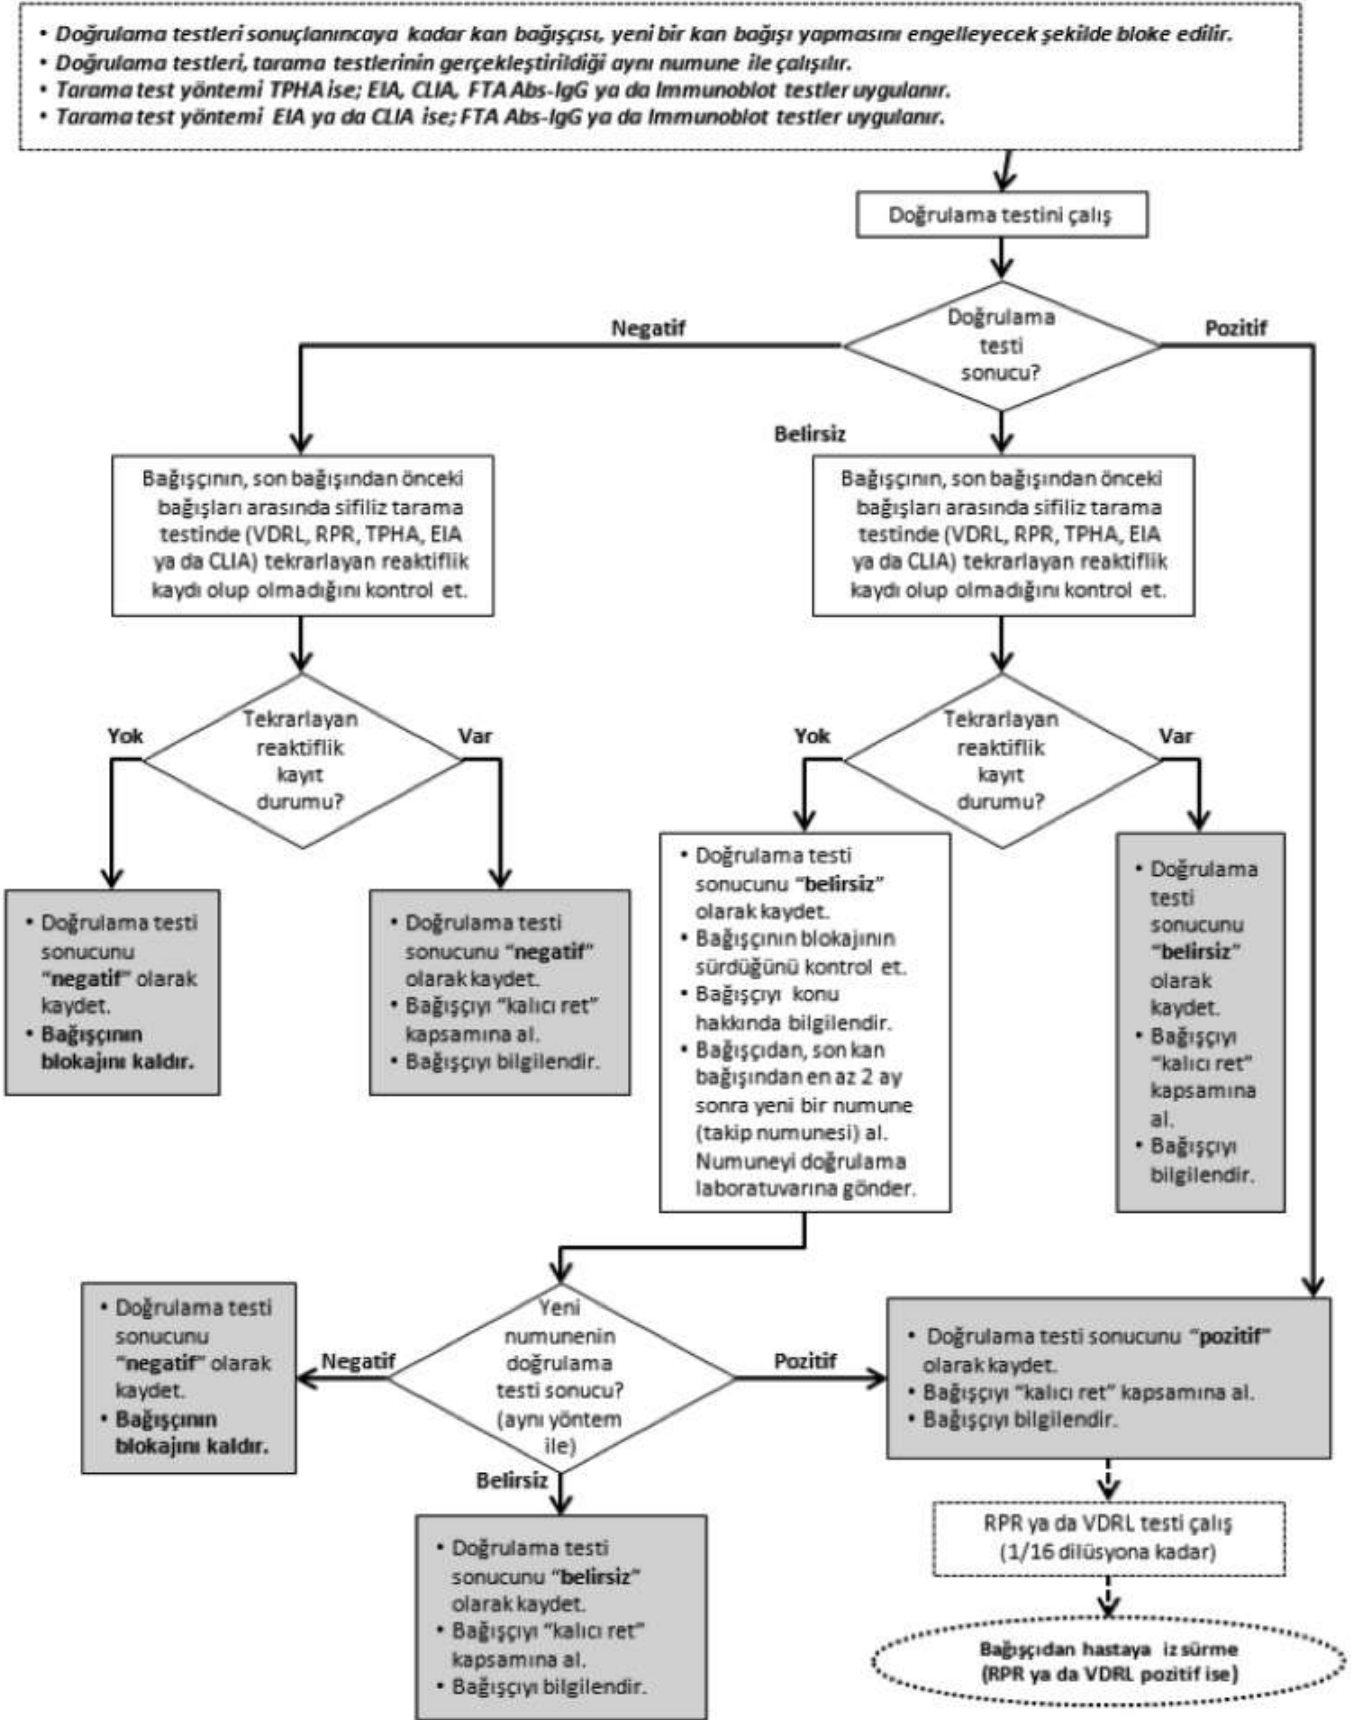 • Doğrulama testleri sonuçlanıncaya kadar kan bağışçısı, yeni bir kan bağışı yapmasını engelleyecek şekilde bloke edilir.
• Doğrulama testleri, tarama testlerinin gerçekleştirildiği aynı numune ile çalışılır.
• Tarama test yöntemi TPHA ise; EIA, CLIA, FTA Abs-IgG ya da Immunoblot testler uygulanır.
• Tarama test yöntemi EIA ya da CLIA ise; FTA Abs-IgG ya da Immunoblot testler uygulanır.
Doğrulama testini çalış
Doğrulama
testi
sonucu?
Negatif
Pozitif
Belirsiz
Bağışçının, son bağışından önceki
bağışları arasında sifiliz tarama
testinde (VDRL, RPR, TPHA, EIA
ya da CLIA) tekrarlayan reaktiflik
kaydı olup olmadığını kontrol et.
Bağışçının, son bağışından önceki
bağışları arasında sifiliz tarama
testinde (VDRL, RPR, TPHA, EIA
ya da CLIA) tekrarlayan reaktiflik
kaydı olup olmadığını kontrol et.
Tekrarlayan
reaktiflik
kayıt
durumu?
Yok
Var
Tekrarlayan
reaktiflik
kayıt
durumu?
Yok
Var
• Doğrulama testi
sonucunu
"negatif" olarak
kaydet.
• Bağışçının
blokajını kaldır.
• Doğrulama testi
sonucunu "negatif"
olarak kaydet.
• Bağışçıyı "kalıcı ret"
kapsamına al.
• Bağışçıyı bilgilendir.
• Doğrulama testi
sonucunu "belirsiz"
olarak kaydet.
• Bağışçının blokajının
sürdüğünü kontrol et.
• Bağışçıyı konu
hakkında bilgilendir.
• Bağışçıdan, son kan
bağışından en az 2 ay
sonra yeni bir numune
(takip numunesi) al.
Numuneyi doğrulama
laboratuvarına gönder.
• Doğrulama
testi
sonucunu
"belirsiz"
olarak
kaydet.
• Bağışçıyı
"kalıcı ret"
kapsamına
al.
• Bağışçıyı
bilgilendir.
Yeni
numunenin
doğrulama
testi sonucu?
(aynı yöntem
ile)
Negatif
Pozitif
Belirsiz
• Doğrulama testi
sonucunu
"negatif" olarak
kaydet.
• Bağışçının
blokajını kaldır.
• Doğrulama testi sonucunu "pozitif"
olarak kaydet.
• Bağışçıyı "kalıcı ret" kapsamına al.
• Bağışçıyı bilgilendir.
• Doğrulama testi
sonucunu "belirsiz"
olarak kaydet.
• Bağışçıyı "kalıcı ret"
kapsamına al.
• Bağışçıyı bilgilendir.
RPR ya da VDRL testi çalış
(1/16 dilüsyona kadar)
Bağışçıdan hastaya iz sürme
(RPR ya da VDRL pozitif ise)